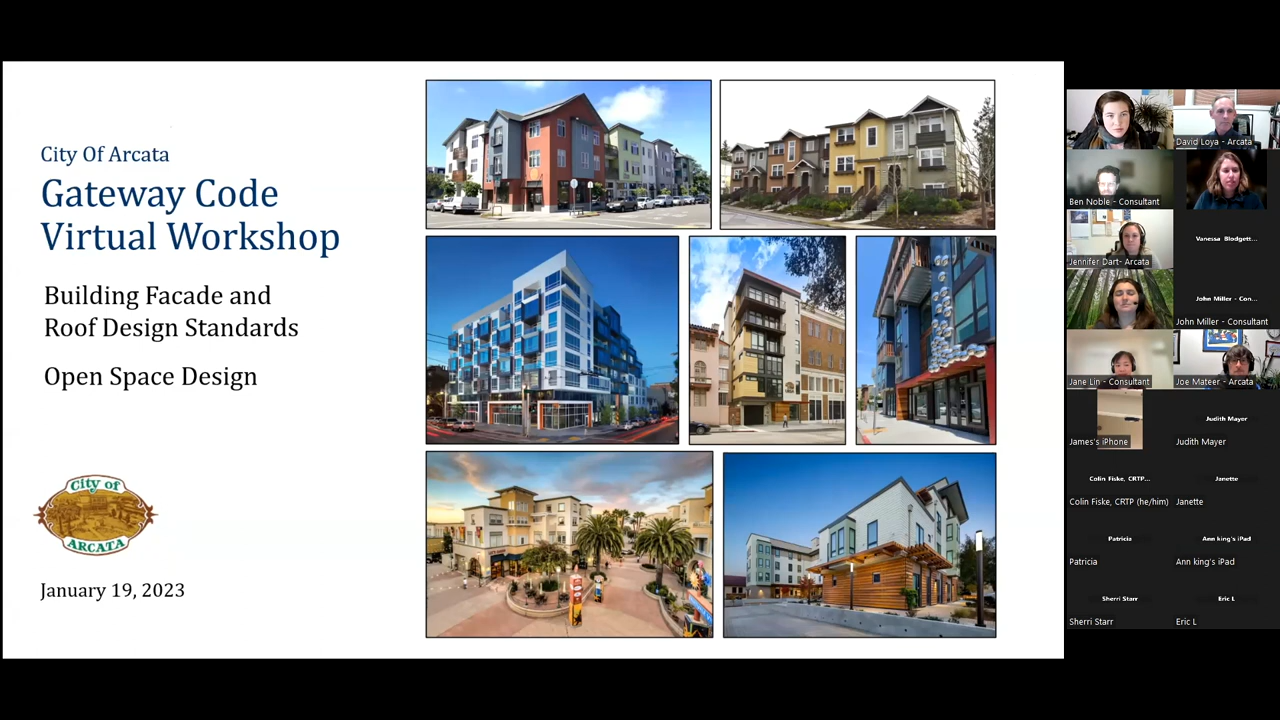 City Of Arcata
Gateway Code
Virtual Workshop
Building Facade and
Roof Design Standards
Open Space Design
City of
ARCATA
January 19, 2023
David Loya - Arcata
Ben Noble - Consultant
Jennifer Dart- Arcata
Vanessa Blodgett...
John Miller - Con...
John Miller - Consultant
Jane Lin - Consultant
Joe Mateer - Arcata
James's iPhone
Judith Mayer
Judith Mayer
Colin Fiske, CRTP...
Colin Fiske, CRTP (he/him)
Janette
Janette
Patricia
Patricia
Ann king's iPad
Ann king's iPad
Sherri Starr
Sherri Starr
Eric L
Eric L